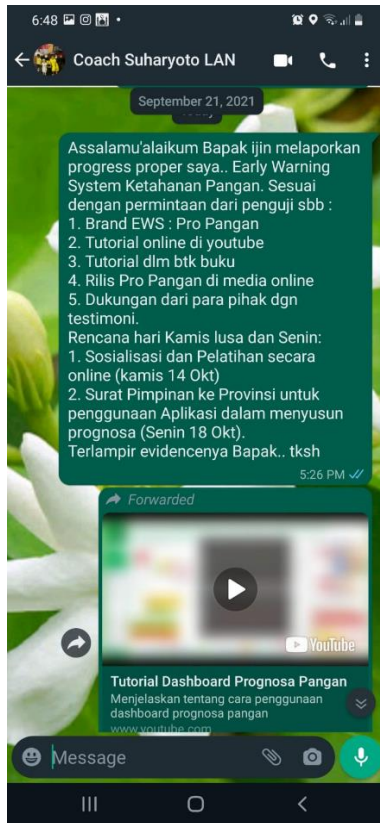 6:48
Coach Suharyoto LAN
September 21, 2021
Assalamu'alaikum Bapak ijin melaporkan
progress proper saya.. Early Warning
System Ketahanan Pangan. Sesuai
dengan permintaan dari penguji sbb :
1. Brand EWS : Pro Pangan
2. Tutorial online di youtube
3. Tutorial dlm btk buku
4. Rilis Pro Pangan di media online
5. Dukungan dari para pihak dgn
testimoni.
Rencana hari Kamis lusa dan Senin:
1. Sosialisasi dan Pelatihan secara
online (kamis 14 Okt)
2. Surat Pimpinan ke Provinsi untuk
penggunaan Aplikasi dalam menyusun
prognosa (Senin 18 Okt).
Terlampir evidencenya Bapak.. tksh
5:26 PM
Forwarded
YouTube
Tutorial Dashboard Prognosa Pangan
Menjelaskan tentang cara penggunaan
dashboard prognosa pangan
www.youtube.com
Message